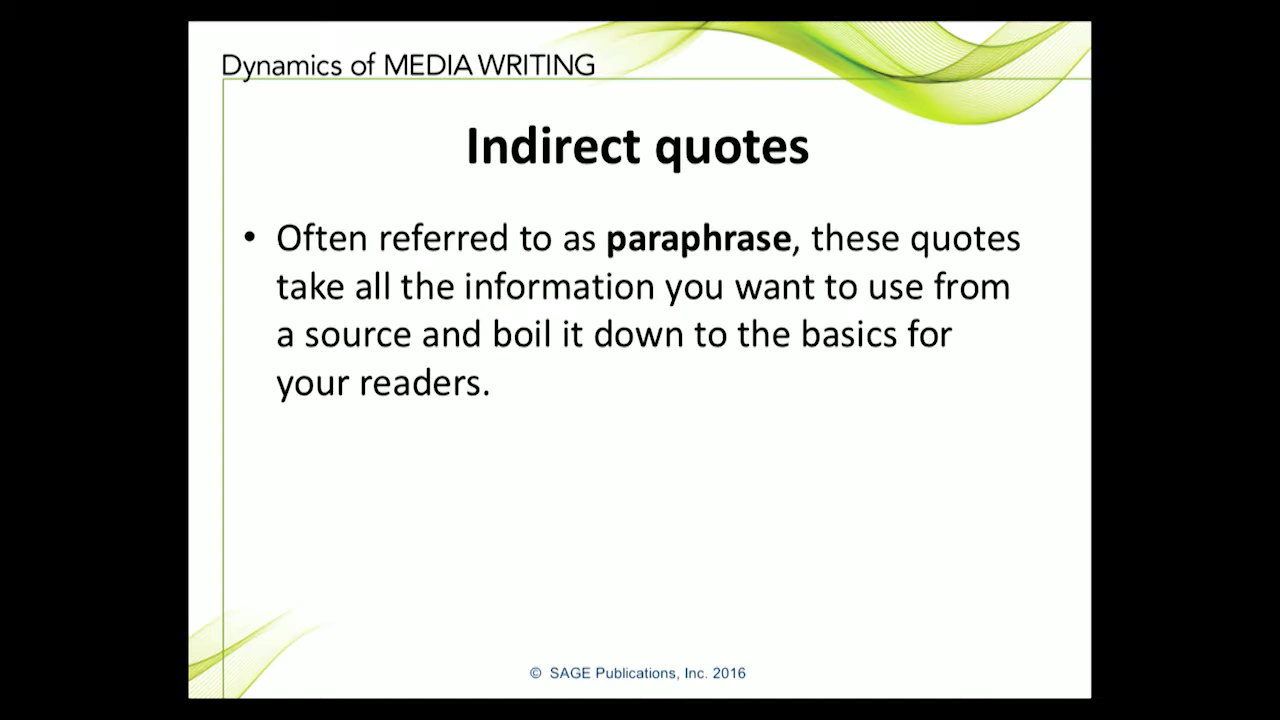 Dynamics of MEDIA WRITING
Indirect quotes
• Often referred to as paraphrase, these quotes
take all the information you want to use from
a source and boil it down to the basics for
your readers.
© SAGE Publications, Inc. 2016